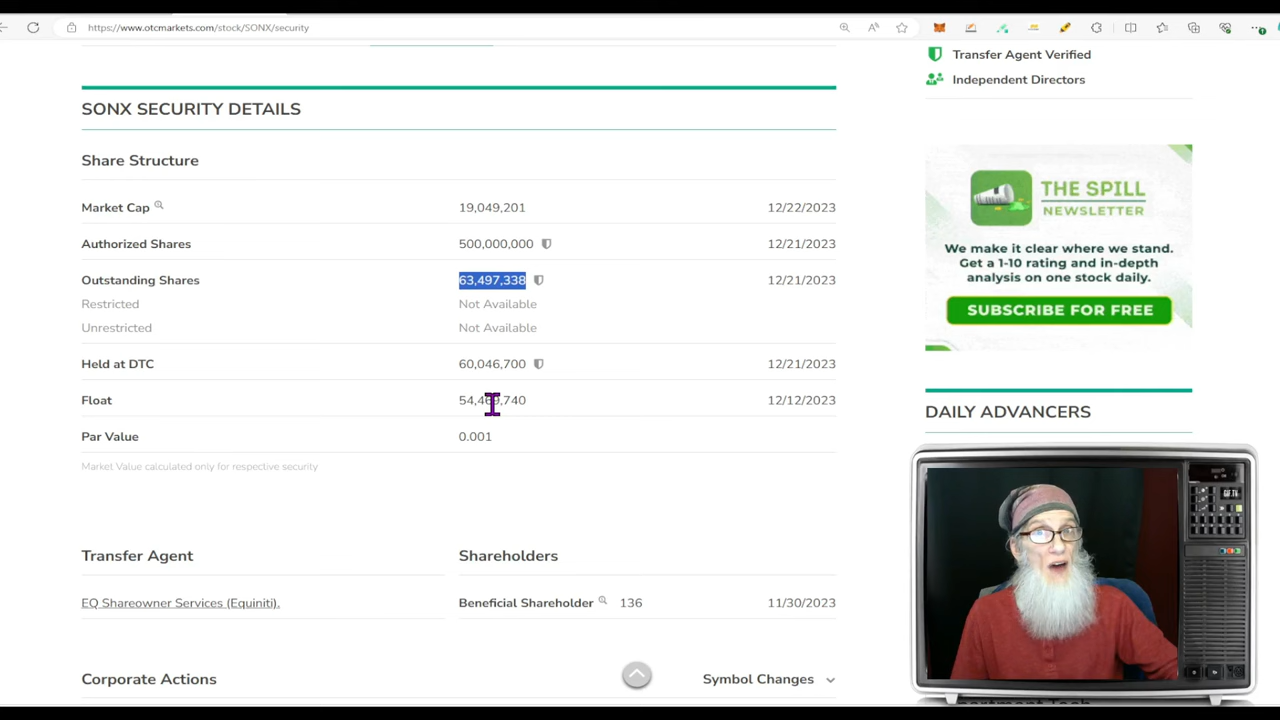 https://www.otcmarkets.com/stock/SONX/security
Transfer Agent Verified
Independent Directors
SONX SECURITY DETAILS
Share Structure
Market Cap 19,049,201 12/22/2023
Authorized Shares 500,000,000 12/21/2023
Outstanding Shares 63,497,338 12/21/2023
Restricted Not Available
Unrestricted Not Available
Held at DTC 60,046,700 12/21/2023
Float 12/12/2023
Par Value 0.001
Market Value calculated only for respective security
THE SPILL
NEWSLETTER
We make it clear where we stand.
Get a 1-10 rating and in-depth
analysis on one stock daily.
SUBSCRIBE FOR FREE
DAILY ADVANCERS
GIF TV
Transfer Agent
EQ Shareowner Services (Equiniti),
Shareholders
Beneficial Shareholder 136 11/30/2023
Corporate Actions
Symbol Changes